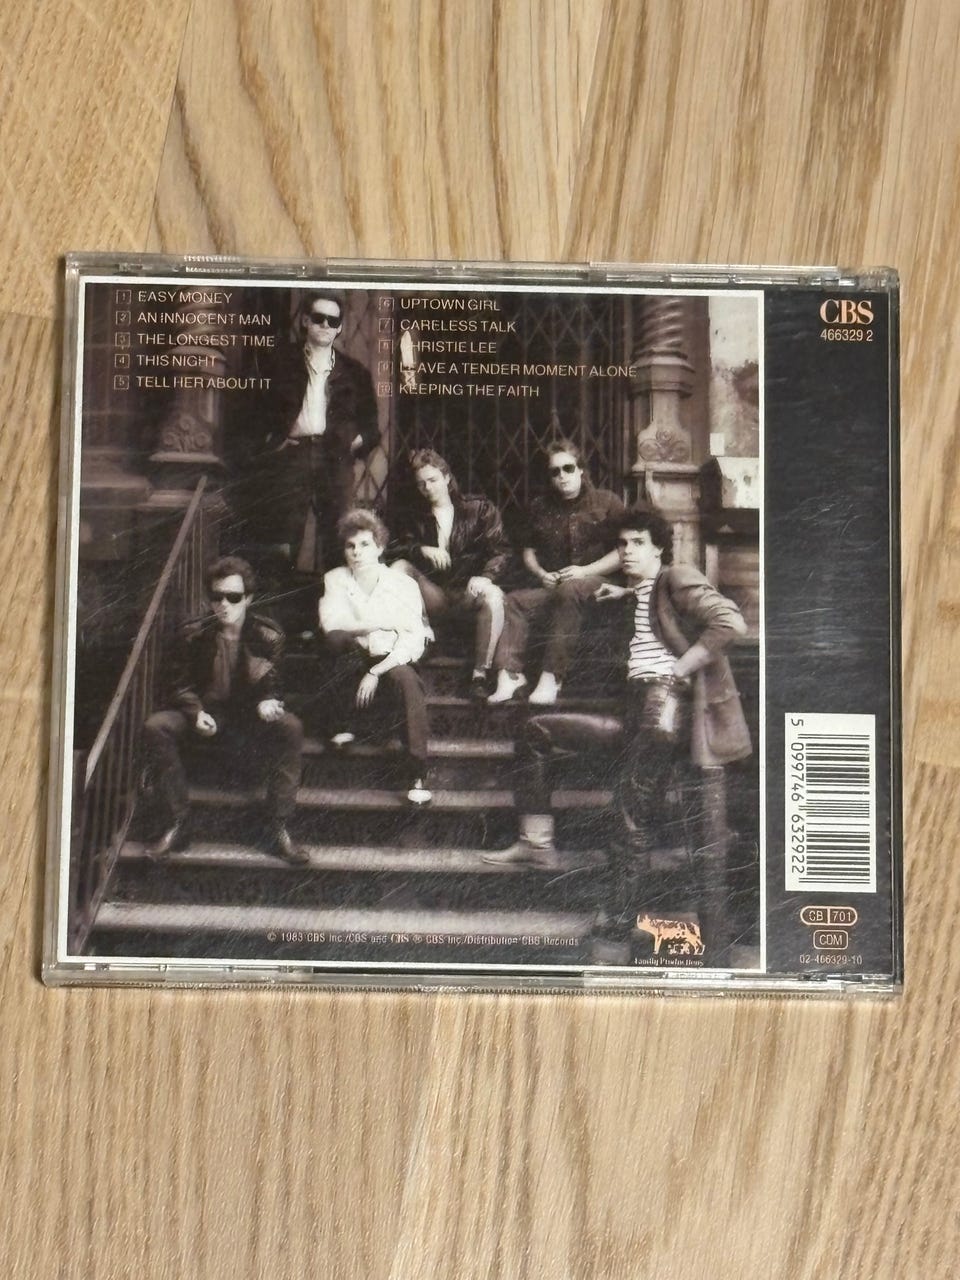 1 EASY MONEY
2 AN INNOCENT MAN
3 THE LONGEST TIME
4 THIS NIGHT
5 TELL HER ABOUT IT
6 UPTOWN GIRL
7 CARELESS TALK
8 CHRISTIE LEE
9 LEAVE A TENDER MOMENT ALONE
10 KEEPING THE FAITH
CBS
466329 2
5 099746 632922
CB 701
CDM
02-466329-10
© 1983 CBS Inc./CBS and CBS ® CBS Inc./Distribution CBS Records
Family Productions